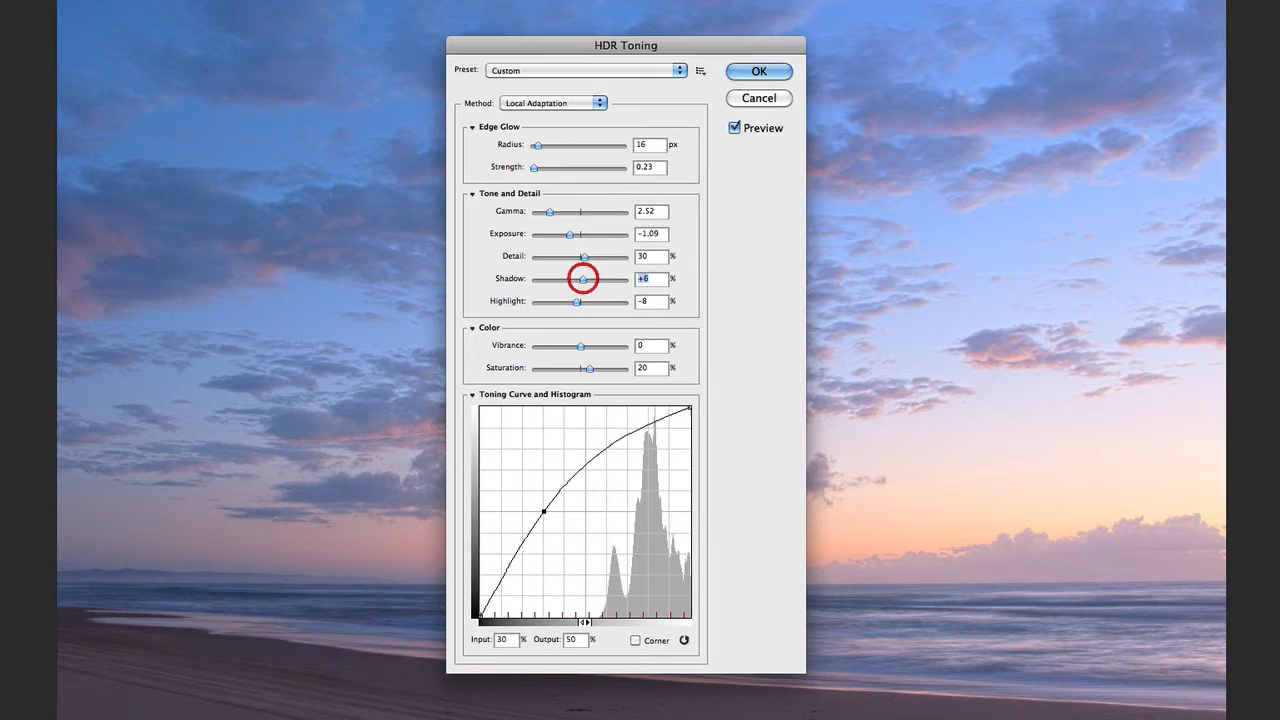 HDR Toning
Preset: Custom
OK
Method: Local Adaptation
Cancel
Preview
Edge Glow
Radius: 16 px
Strength: 0.23
Tone and Detail
Gamma: 2.52
Exposure: -1.09
Detail: 30 %
Shadow: +6 %
Highlight: -8 %
Color
Vibrance: 0 %
Saturation: 20 %
Toning Curve and Histogram
Input: 30 % Output: 50 % Corner